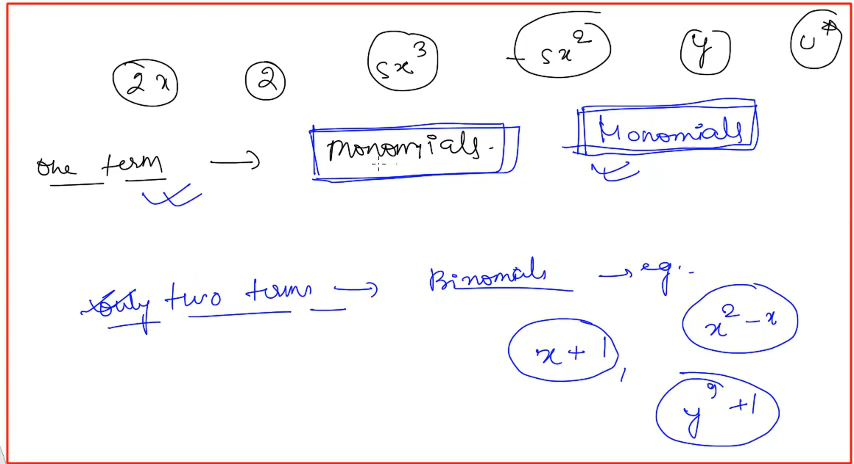 2x 2 5x³ - 5x² y u⁴
one term → monomials. Monomials
Only two terms → Binomials → eg:-
x + 1, x² - x
y⁹ + 1